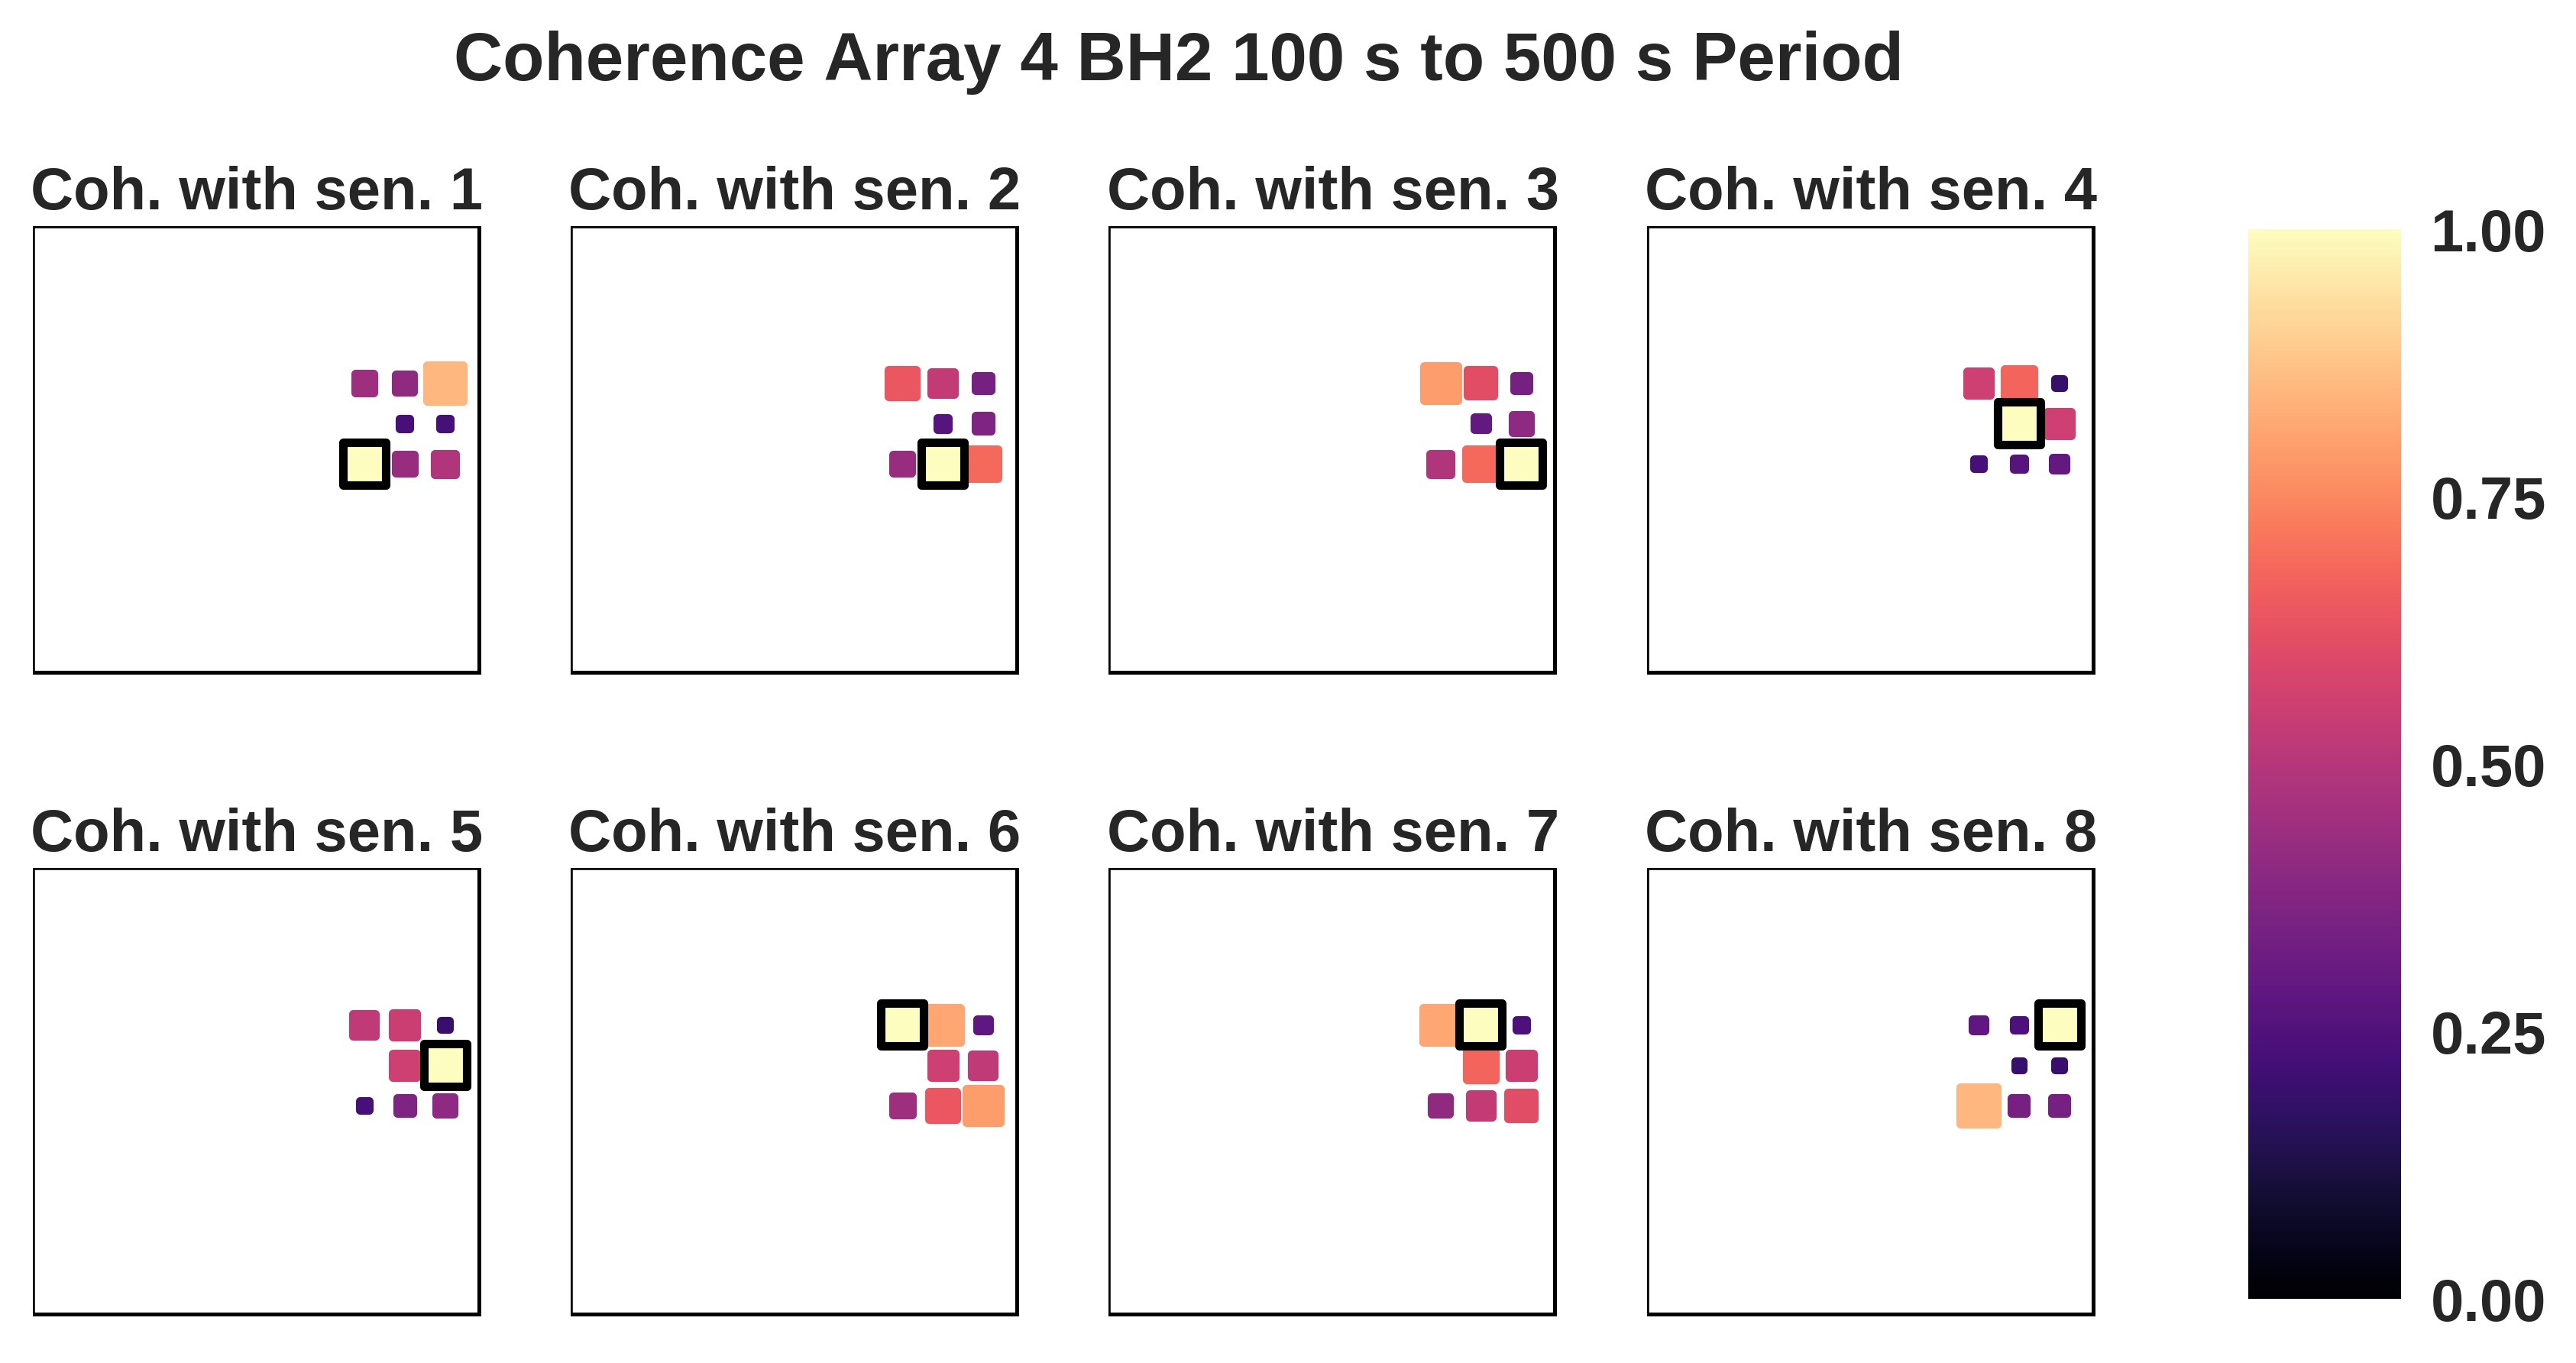 Coherence Array 4 BH2 100 s to 500 s Period
Coh. with sen. 1
Coh. with sen. 2
Coh. with sen. 3
Coh. with sen. 4
1.00
0.75
0.50
0.25
0.00
Coh. with sen. 5
Coh. with sen. 6
Coh. with sen. 7
Coh. with sen. 8